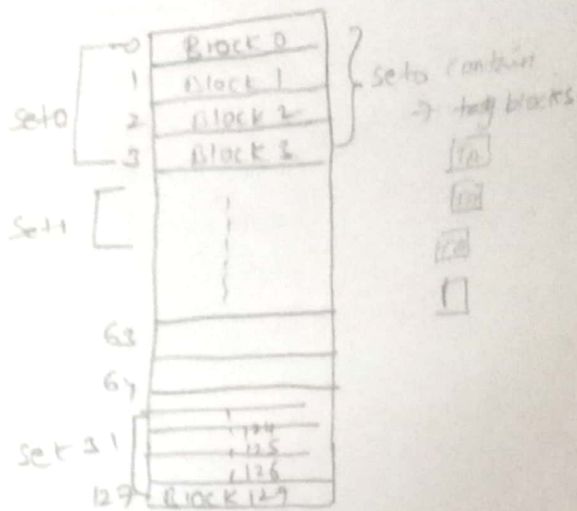 0 Block 0
1 Block 1
set0
2 Block 2
3 Block 3
set0 contain
→ tag blocks
Set1
63
64
set 31
124
125
126
127 Block 127